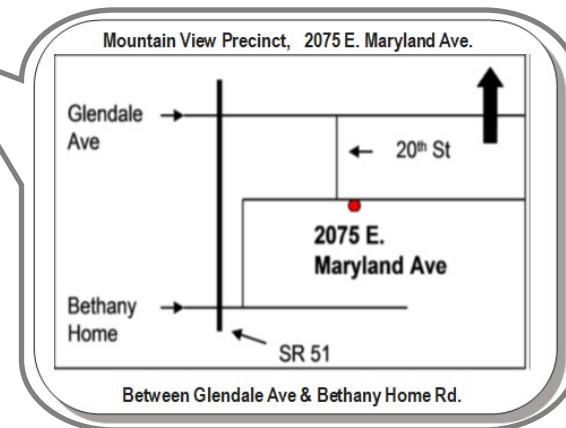 Mountain View Precinct, 2075 E. Maryland Ave.
Glendale
Ave
20th St
2075 E.
Maryland Ave
Bethany
Home
SR 51
Between Glendale Ave & Bethany Home Rd.